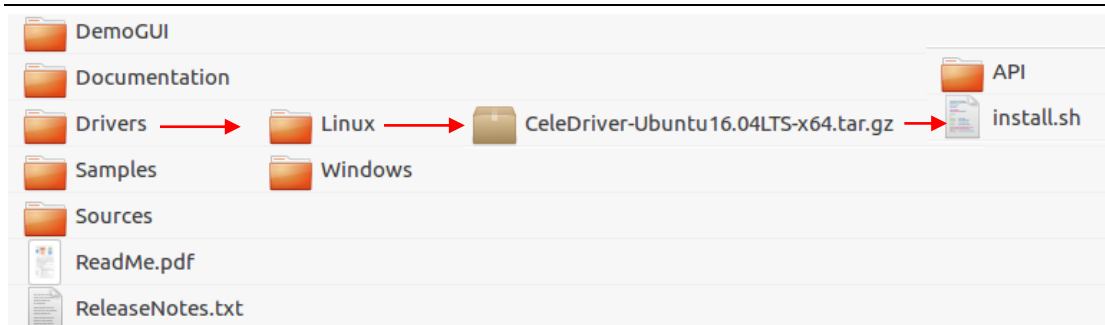 DemoGUI
Documentation
API
Drivers Linux CeleDriver-Ubuntu16.04LTS-x64.tar.gz install.sh
Samples Windows
Sources
ReadMe.pdf
ReleaseNotes.txt